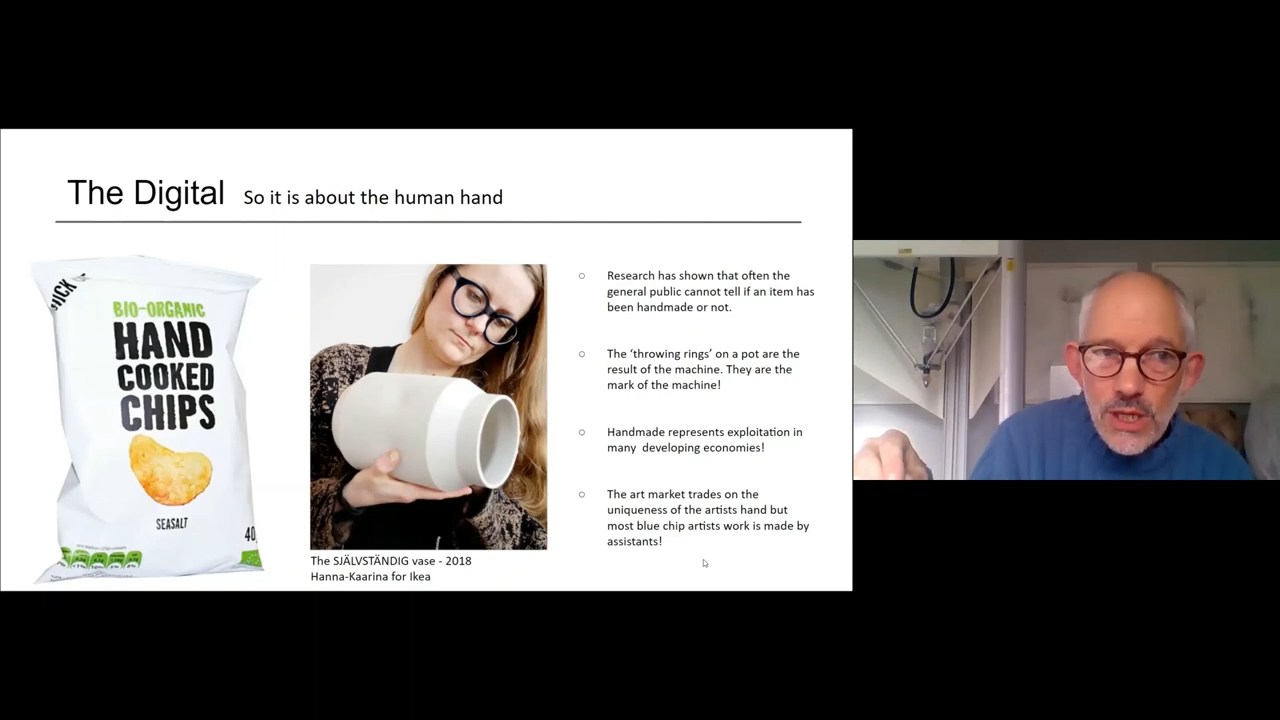 The Digital So it is about the human hand
BIO-ORGANIC
HAND
COOKED
CHIPS
SEASALT
40
The SJÄLVSTÄNDIG vase - 2018
Hanna-Kaarina for Ikea
Research has shown that often the
general public cannot tell if an item has
been handmade or not.
The ‘throwing rings’ on a pot are the
result of the machine. They are the
mark of the machine!
Handmade represents exploitation in
many developing economies!
The art market trades on the
uniqueness of the artists hand but
most blue chip artists work is made by
assistants!